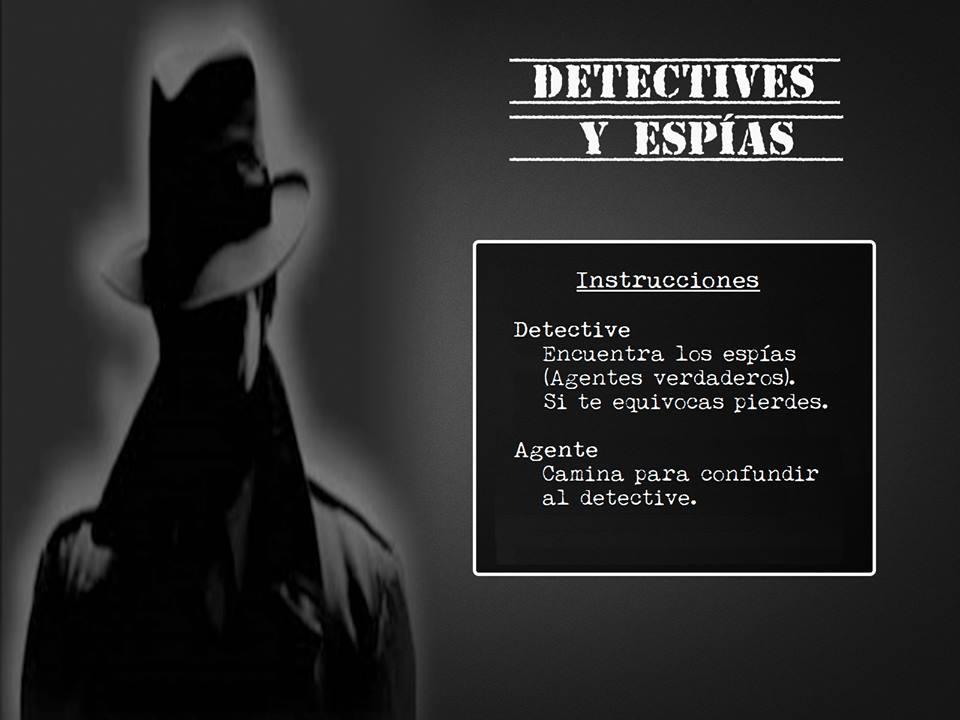 DETECTIVES
Y ESPÍAS
Instrucciones
Detective
Encuentra los espías
(Agentes verdaderos).
Si te equivocas pierdes.
Agente
Camina para confundir
al detective.